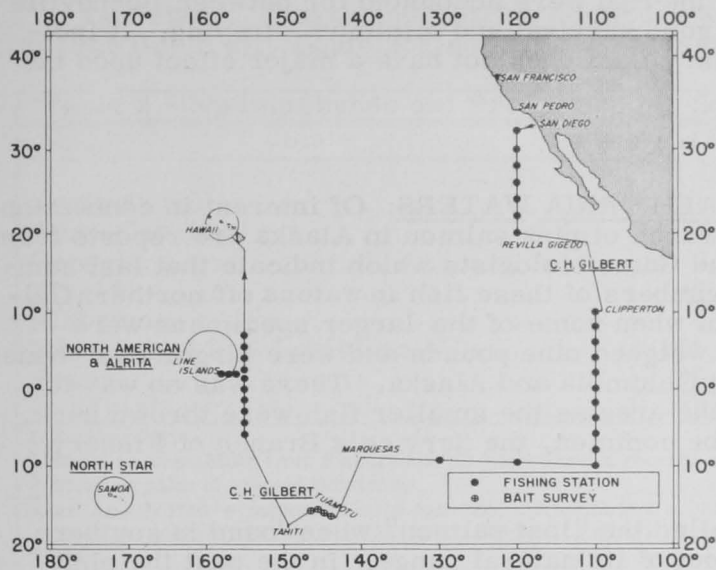 180° 170° 160° 150° 140° 130° 120° 110° 100°
40° 40°
SAN FRANCISCO
SAN PEDRO
SAN DIEGO
30° 30°
HAWAII
20° 20°
REVILLA GIGEDO
C. H. GILBERT
10° 10°
CLIPPERTON
NORTH AMERICAN
& ALRITA
LINE
ISLANDS
0° 0°
MARQUESAS
10° 10°
NORTH STAR
SAMOA
C. H. GILBERT
TUAMOTU
TAHITI
FISHING STATION
BAIT SURVEY
20° 20°
180° 170° 160° 150° 140° 130° 120° 110° 100°